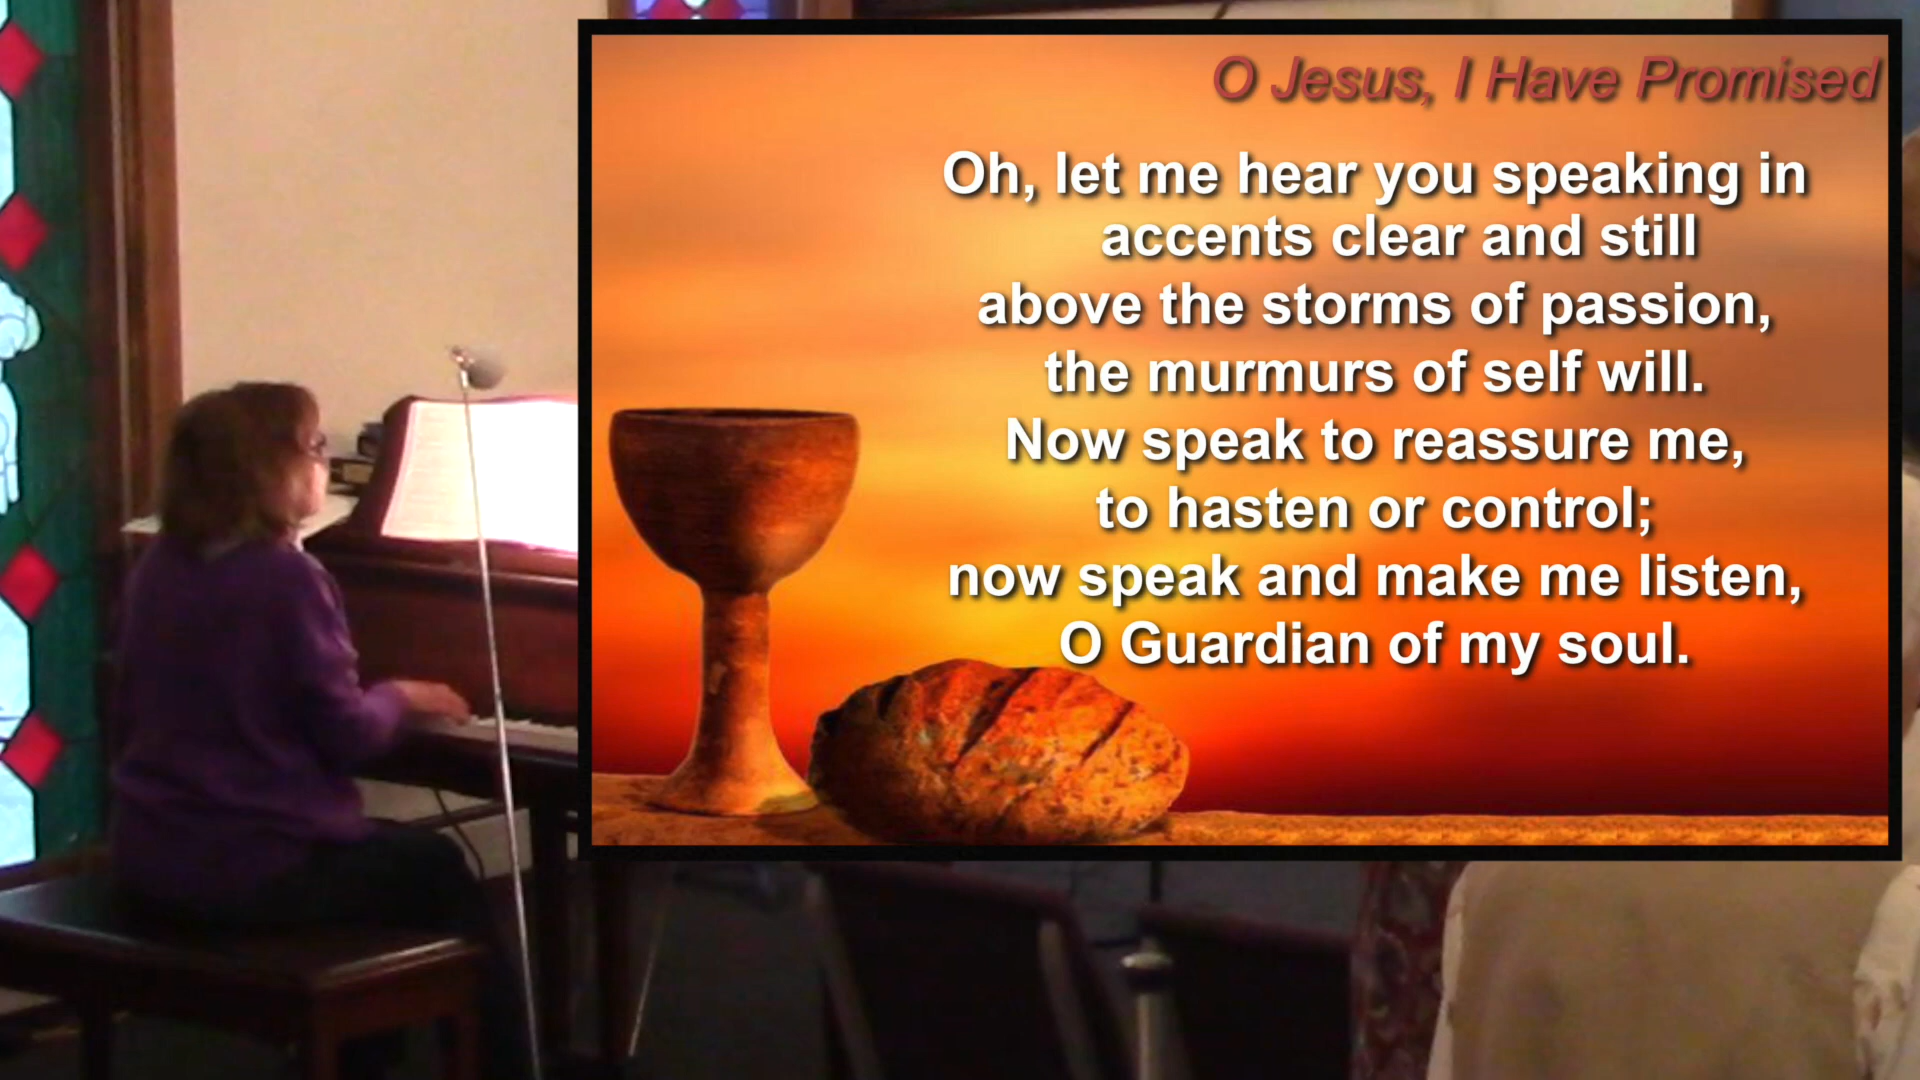 O Jesus, I Have Promised
Oh, let me hear you speaking in
accents clear and still
above the storms of passion,
the murmurs of self will.
Now speak to reassure me,
to hasten or control;
now speak and make me listen,
O Guardian of my soul.